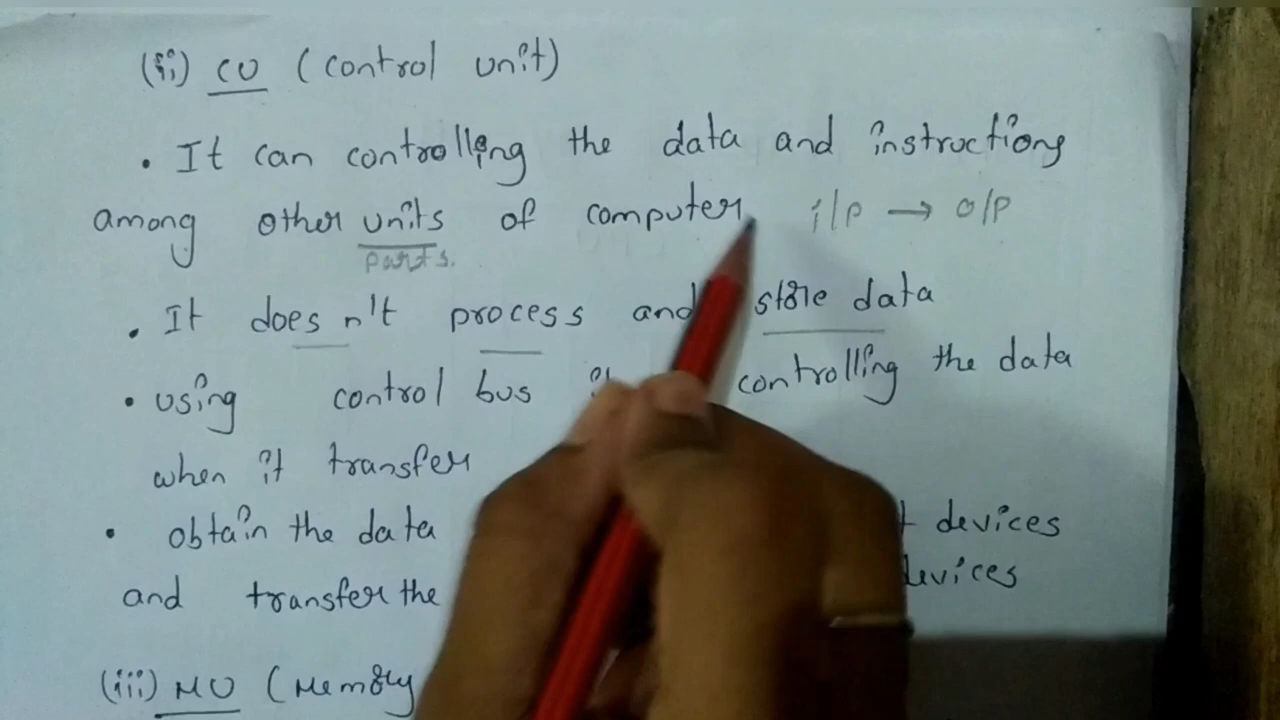 (ii) CU (control unit)
• It can controlling the data and instructions
among other units of computer i/p → o/p
parts.
• It does n't process and store data
• using control bus controlling the data
when it transfer
• obtain the data devices
and transfer the devices
(iii) MU (Memory